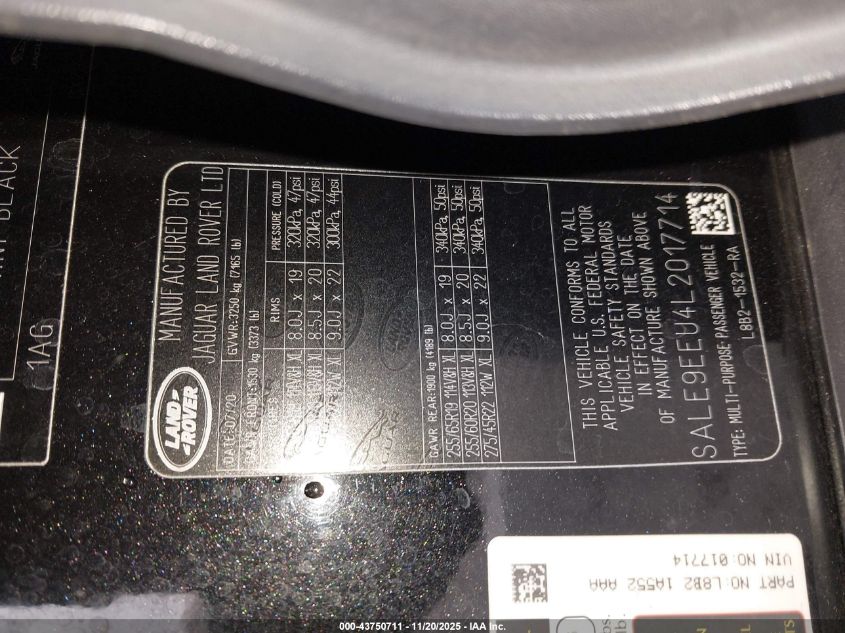 BLACK
1AG
LAND ROVER
MANUFACTURED BY
JAGUAR LAND ROVER LTD
DATE:07/20 GVWR:3250 kg (7165 lb)
1530 kg (3373 lb)
RIMS PRESSURE (COLD)
XL 8.0J x 19 320kPa, 47psi
XL 8.5J x 20 320kPa, 47psi
XL 9.0J x 22 300kPa, 44psi
GAWR REAR:1900 kg (4189 lb)
255/65R19 114V6H XL 8.0J x 19 340kPa, 50psi
255/60R20 113V6H XL 8.5J x 20 340kPa, 50psi
275/45R22 112W XL 9.0J x 22 340kPa, 50psi
THIS VEHICLE CONFORMS TO ALL
APPLICABLE U.S. FEDERAL MOTOR
VEHICLE SAFETY STANDARDS
IN EFFECT ON THE DATE
OF MANUFACTURE SHOWN ABOVE
SALE9EEU4L2017714
TYPE: MULTI-PURPOSE PASSENGER VEHICLE
L8B2-1532-RA
PART NO: L8B2 1A552 AAA
VIN NO: 017714
000-43750711 - 11/20/2025 - © IAA Inc.